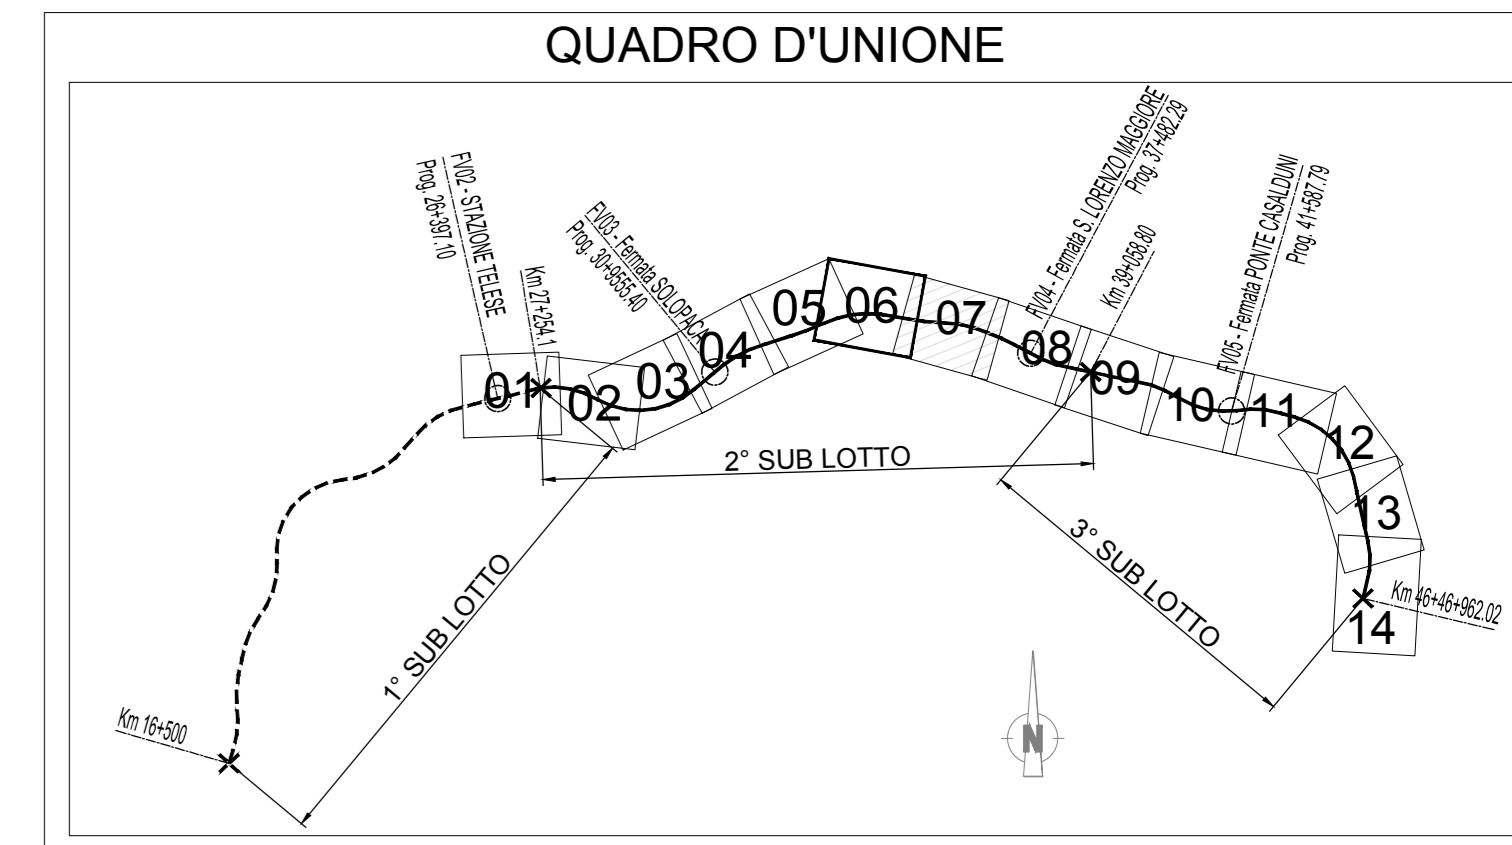 QUADRO D'UNIONE
FV02 - STAZIONE TELESE
Prog. 26+397.10
Km 27+254.1
FV03 - Fermata SOLOPACA
Prog. 30+9555.40
FV04 - Fermata S. LORENZO MAGGIORE
Prog. 37+482.29
Km 39+058.80
FV05 - Fermata PONTE CASALDUNI
Prog. 41+587.79
01
02
03
04
05
06
07
08
09
10
11
12
13
14
2° SUB LOTTO
1° SUB LOTTO
3° SUB LOTTO
Km 46+46+962.02
Km 16+500
N